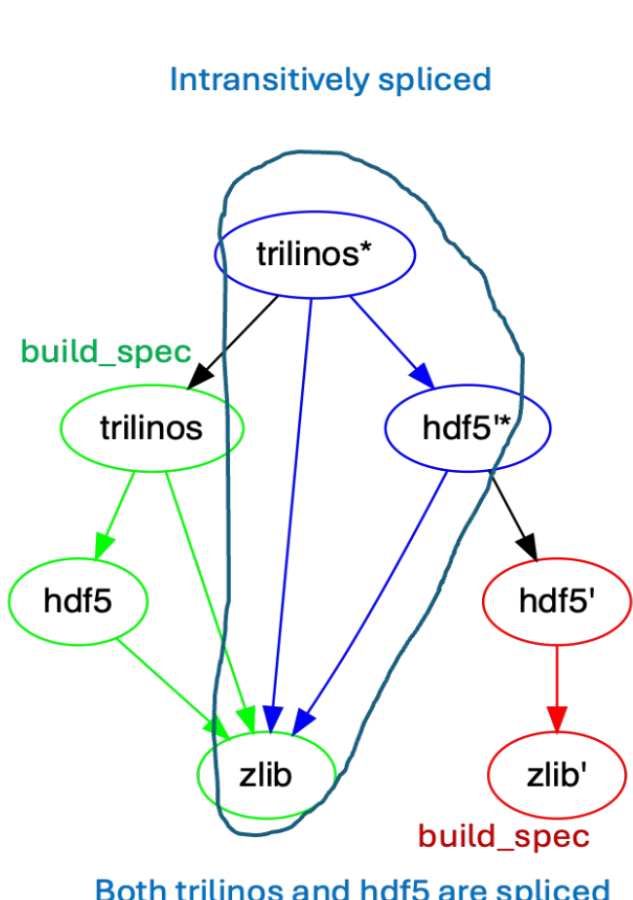 Intransitively spliced
trilinos*
build_spec
trilinos
hdf5'*
hdf5
hdf5'
zlib
zlib'
build_spec
Both trilinos and hdf5 are spliced